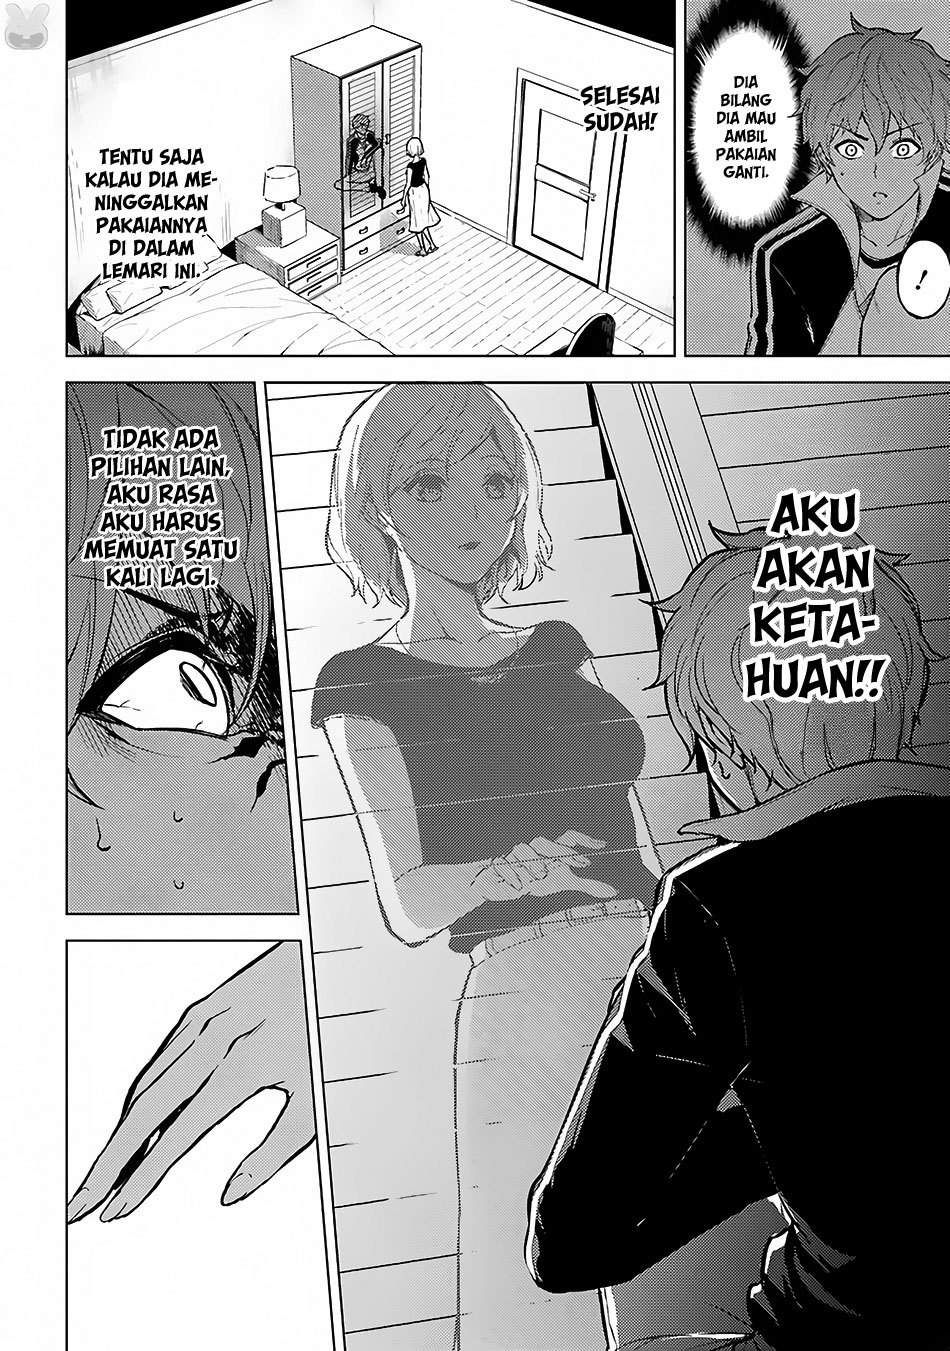 DIA
BILANG
DIA MAU
AMBIL
PAKAIAN
GANTI.
!
SELESAI
SUDAH!
TENTU SAJA
KALAU DIA ME-
NINGGALKAN
PAKAIANNYA
DI DALAM
LEMARI INI.
AKU
AKAN
KETA-
HUAN!!
TIDAK ADA
PILIHAN LAIN,
AKU RASA
AKU HARUS
MEMUAT SATU
KALI LAGI.